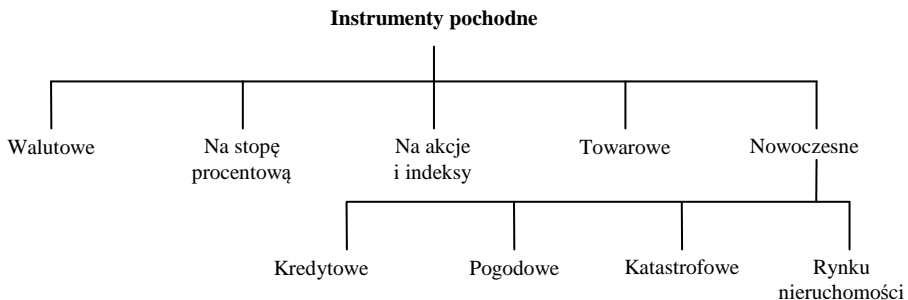 Instrumenty pochodne
Walutowe
Na stopę
procentową
Na akcje
i indeksy
Towarowe
Nowoczesne
Kredytowe
Pogodowe
Katastrofowe
Rynku
nieruchomości